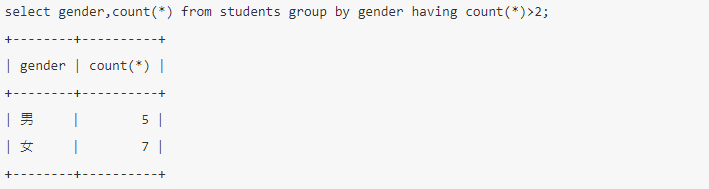 select gender,count(*) from students group by gender having count(*)>2;
+--------+----------+
| gender | count(*) |
+--------+----------+
| 男     |        5 |
| 女     |        7 |
+--------+----------+